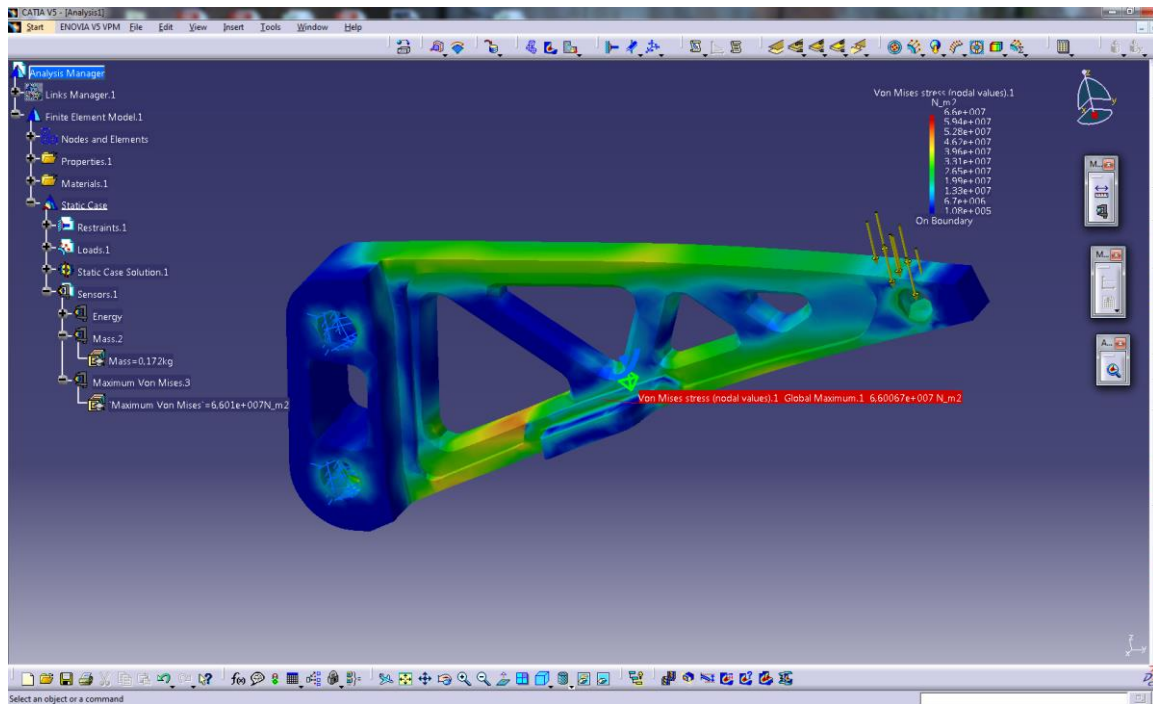 CATIA V5 - [Analysis1]
Start ENOVIA V5 VPM File Edit View Insert Tools Window Help
Analysis Manager
Links Manager.1
Finite Element Model.1
Nodes and Elements
Properties.1
Materials.1
Static Case
Restraints.1
Loads.1
Static Case Solution.1
Sensors.1
Energy
Mass.2
Mass=0,172kg
Maximum Von Mises.3
`Maximum Von Mises`=6,601e+007N_m2
Von Mises stress (nodal values).1
N_m2
6.6e+007
5.94e+007
5.28e+007
4.62e+007
3.96e+007
3.31e+007
2.65e+007
1.99e+007
1.33e+007
6.7e+006
1.08e+005
On Boundary
z
y
x
M...
M...
A...
Von Mises stress (nodal values).1 Global Maximum.1 6,60067e+007 N_m2
z
x
y
f(x)
Select an object or a command